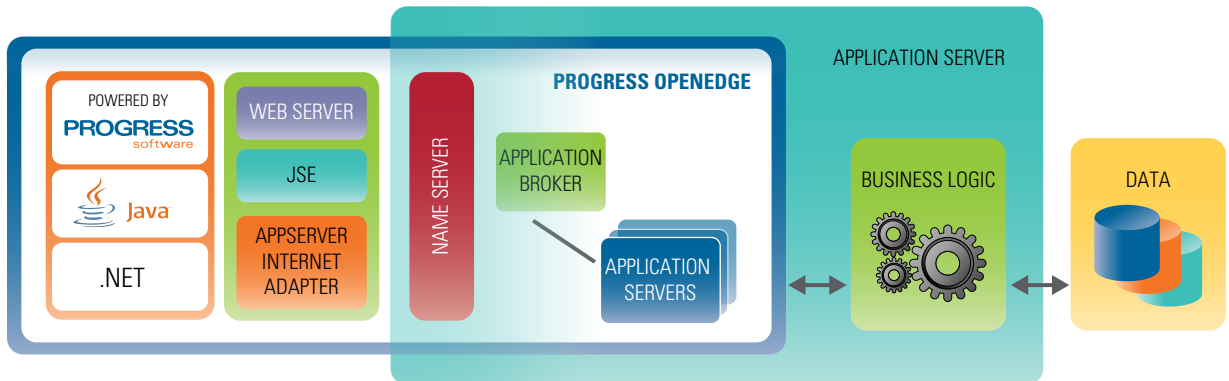 APPLICATION SERVER
PROGRESS OPENEDGE
POWERED BY
PROGRESS
software
Java
.NET
WEB SERVER
JSE
APPSERVER
INTERNET
ADAPTER
NAME SERVER
APPLICATION
BROKER
APPLICATION
SERVERS
BUSINESS LOGIC
DATA